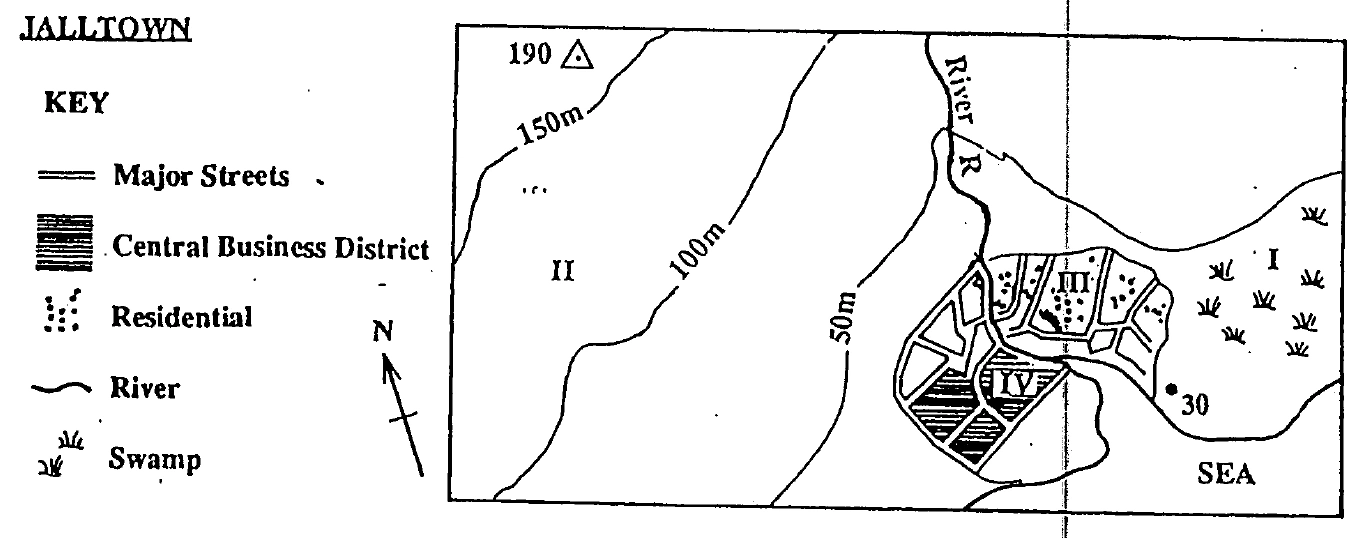 JALLTOWN
KEY
Major Streets
Central Business District
Residential
River
Swamp
N
190
150m
100m
50m
River
R
I
II
III
IV
30
SEA